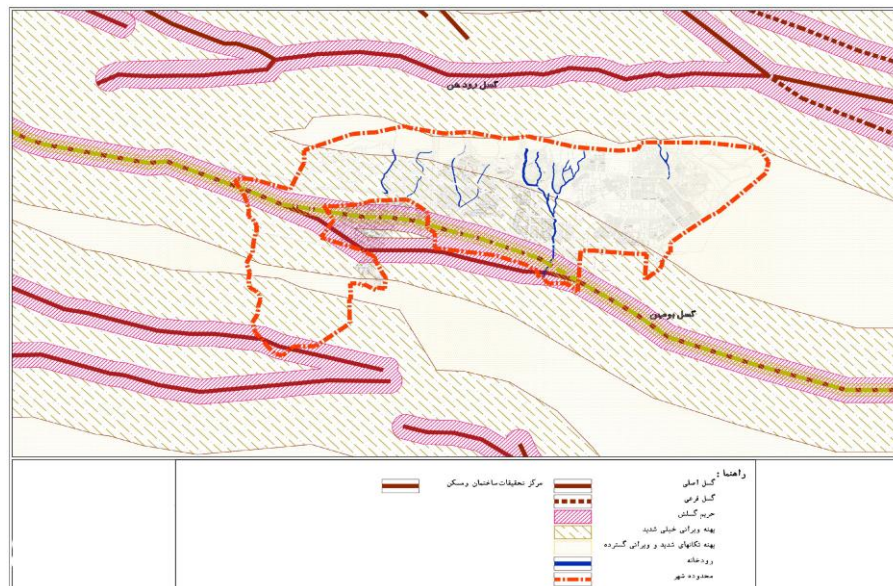 گسل رودهن
گسل بومهن
راهنما :
گسل اصلی
مرکز تحقیقات ساختمان ومسکن
گسل فرعی
حریم گسلش
پهنه ویرانی خیلی شدید
پهنه تکانهای شدید و ویرانی گسترده
رودخانه
محدوده شهر